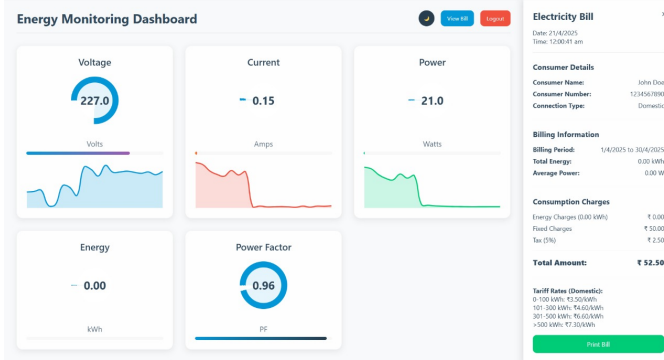 Energy Monitoring Dashboard
View Bill
Logout
Voltage
227.0
Volts
Current
0.15
Amps
Power
21.0
Watts
Energy
0.00
kWh
Power Factor
0.96
PF
Electricity Bill
Date: 21/4/2025
Time: 12:00:41 am
Consumer Details
Consumer Name: John Doe
Consumer Number: 1234567890
Connection Type: Domestic
Billing Information
Billing Period: 1/4/2025 to 30/4/2025
Total Energy: 0.00 kWh
Average Power: 0.00 W
Consumption Charges
Energy Charges (0.00 kWh) ₹ 0.00
Fixed Charges ₹ 50.00
Tax (5%) ₹ 2.50
Total Amount: ₹ 52.50
Tariff Rates (Domestic):
0-100 kWh: ₹3.50/kWh
101-300 kWh: ₹4.60/kWh
301-500 kWh: ₹6.60/kWh
>500 kWh: ₹7.30/kWh
Print Bill